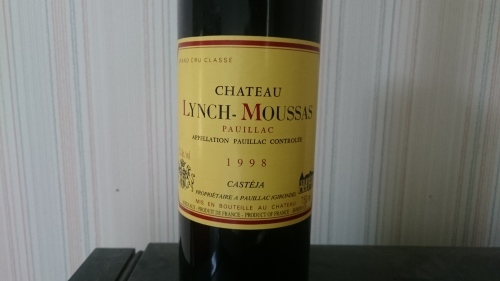 GRAND CRU CLASSE
CHATEAU
LYNCH-MOUSSAS
PAUILLAC
APPELLATION PAUILLAC CONTROLÉE
1998
CASTÉJA
PROPRIÉTAIRE A PAUILLAC (GIRONDE)
MIS EN BOUTEILLE AU CHATEAU
PRODUIT DE FRANCE - PRODUCT OF FRANCE